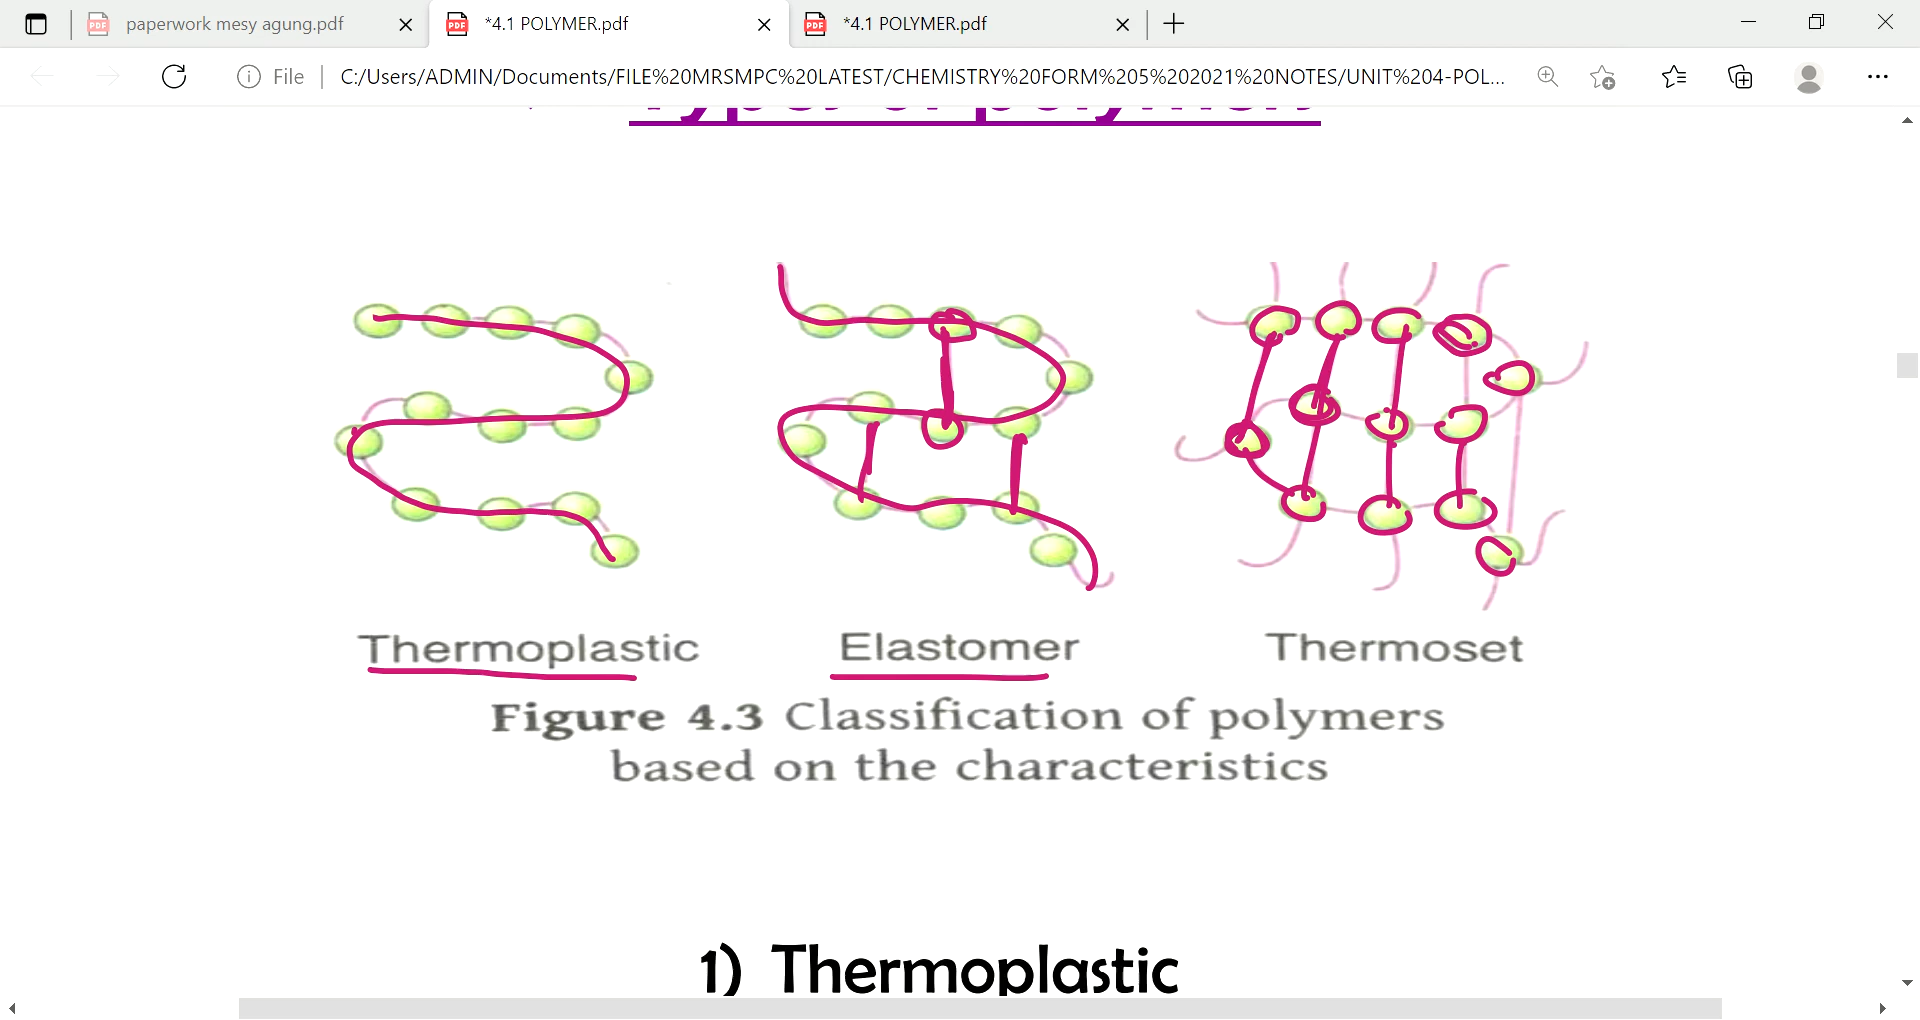 paperwork mesy agung.pdf
*4.1 POLYMER.pdf
*4.1 POLYMER.pdf
File
C:/Users/ADMIN/Documents/FILE%20MRSMPC%20LATEST/CHEMISTRY%20FORM%205%202021%20NOTES/UNIT%204-POL...
Thermoplastic
Elastomer
Thermoset
Figure 4.3 Classification of polymers
based on the characteristics
1) Thermoplastic